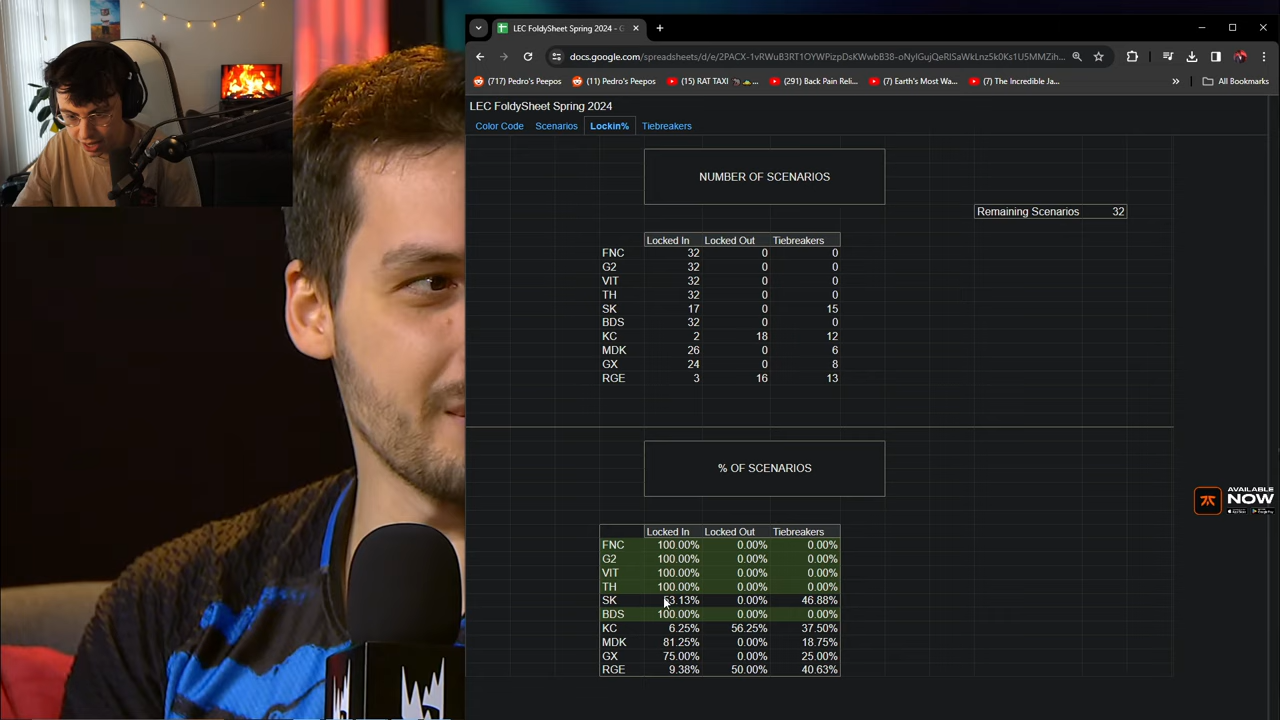 LEC FoldySheet Spring 2024 - G
docs.google.com/spreadsheets/d/e/2PACX-1vRWuB3RT1OYWPizpDsKWwbB38-oNyIGujQeRISaWkLnz5k0Ks1U5MMZih...
(717) Pedro's Peepos
(11) Pedro's Peepos
(15) RAT TAXI
(291) Back Pain Reli...
(7) Earth's Most Wa...
(7) The Incredible Ja...
»
All Bookmarks
LEC FoldySheet Spring 2024
Color Code Scenarios Lockin% Tiebreakers
NUMBER OF SCENARIOS
Remaining Scenarios 32
Locked In Locked Out Tiebreakers
FNC 32 0 0
G2 32 0 0
VIT 32 0 0
TH 32 0 0
SK 17 0 15
BDS 32 0 0
KC 2 18 12
MDK 26 0 6
GX 24 0 8
RGE 3 16 13
% OF SCENARIOS
Locked In Locked Out Tiebreakers
FNC 100.00% 0.00% 0.00%
G2 100.00% 0.00% 0.00%
VIT 100.00% 0.00% 0.00%
TH 100.00% 0.00% 0.00%
SK 53.13% 0.00% 46.88%
BDS 100.00% 0.00% 0.00%
KC 6.25% 56.25% 37.50%
MDK 81.25% 0.00% 18.75%
GX 75.00% 0.00% 25.00%
RGE 9.38% 50.00% 40.63%
AVAILABLE
NOW